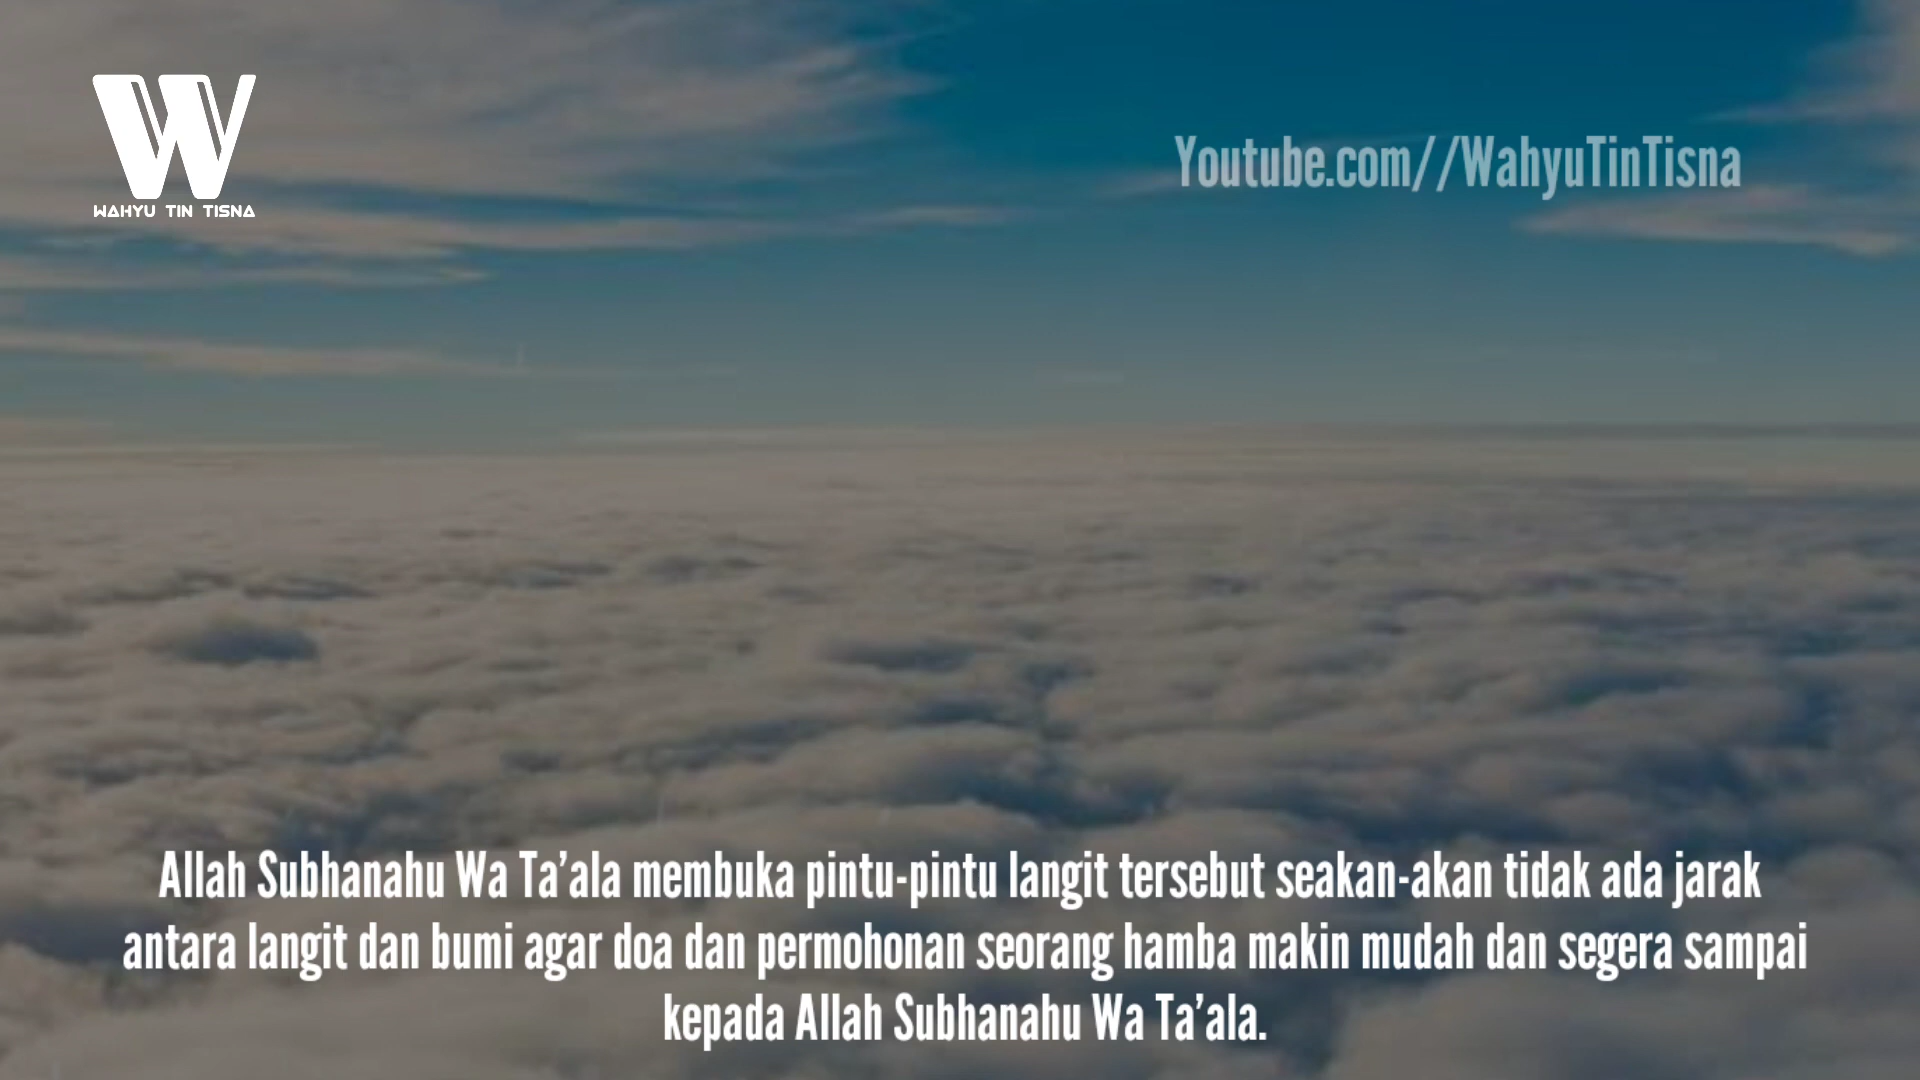 WAHYU TIN TISNA
Youtube.com//WahyuTinTisna
Allah Subhanahu Wa Ta’ala membuka pintu-pintu langit tersebut seakan-akan tidak ada jarak
antara langit dan bumi agar doa dan permohonan seorang hamba makin mudah dan segera sampai
kepada Allah Subhanahu Wa Ta’ala.